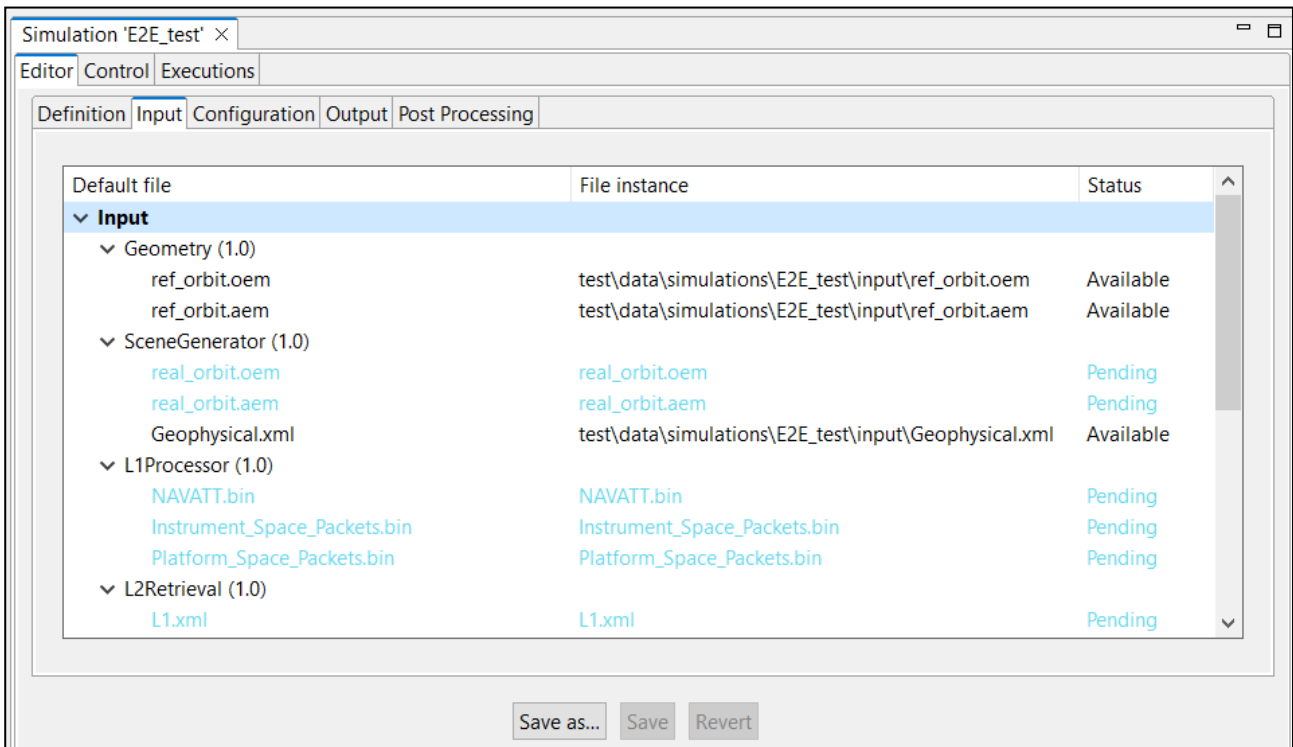 Simulation 'E2E_test'
Editor Control Executions
Definition Input Configuration Output Post Processing
Default file File instance Status
Input
Geometry (1.0)
ref_orbit.oem test\data\simulations\E2E_test\input\ref_orbit.oem Available
ref_orbit.aem test\data\simulations\E2E_test\input\ref_orbit.aem Available
SceneGenerator (1.0)
real_orbit.oem real_orbit.oem Pending
real_orbit.aem real_orbit.aem Pending
Geophysical.xml test\data\simulations\E2E_test\input\Geophysical.xml Available
L1Processor (1.0)
NAVATT.bin NAVATT.bin Pending
Instrument_Space_Packets.bin Instrument_Space_Packets.bin Pending
Platform_Space_Packets.bin Platform_Space_Packets.bin Pending
L2Retrieval (1.0)
L1.xml L1.xml Pending
Save as... Save Revert